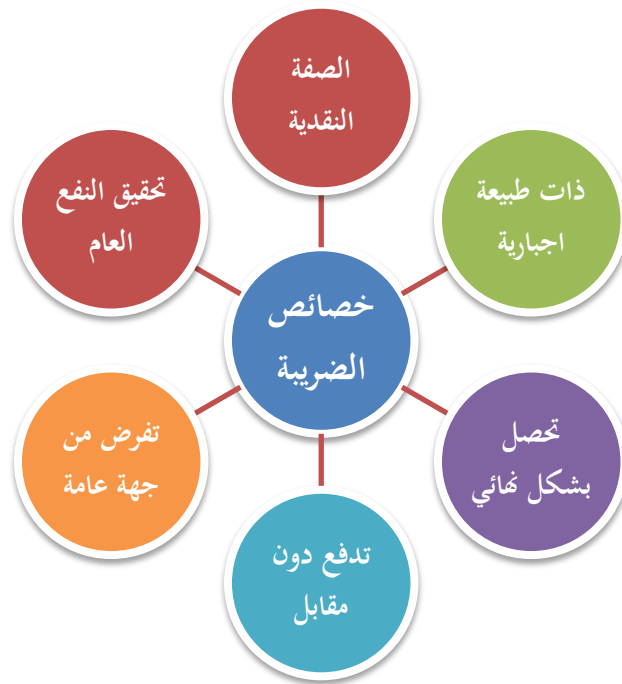 الصفة
النقدية
ذات طبيعة
اجبارية
تحصل
بشكل نهائي
تدفع دون
مقابل
تفرض من
جهة عامة
تحقيق النفع
العام
خصائص
الضريبة